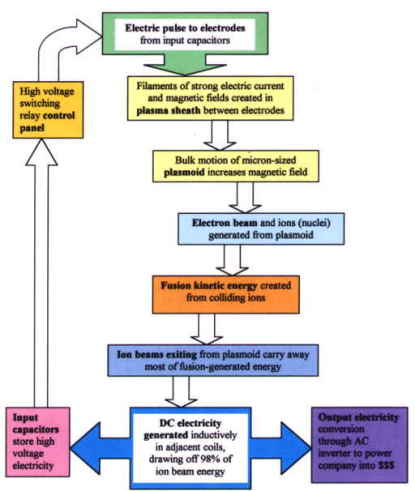 Electric pulse to electrodes
from input capacitors
High voltage
switching
relay control
panel
Filaments of strong electric current
and magnetic fields created in
plasma sheath between electrodes
Bulk motion of micron-sized
plasmoid increases magnetic field
Electron beam and ions (nuclei)
generated from plasmoid
Fusion kinetic energy created
from colliding ions
Ion beams exiting from plasmoid carry away
most of fusion-generated energy
Input
capacitors
store high
voltage
electricity
DC electricity
generated inductively
in adjacent coils,
drawing off 98% of
ion beam energy
Output electricity
conversion
through AC
inverter to power
company into $$$